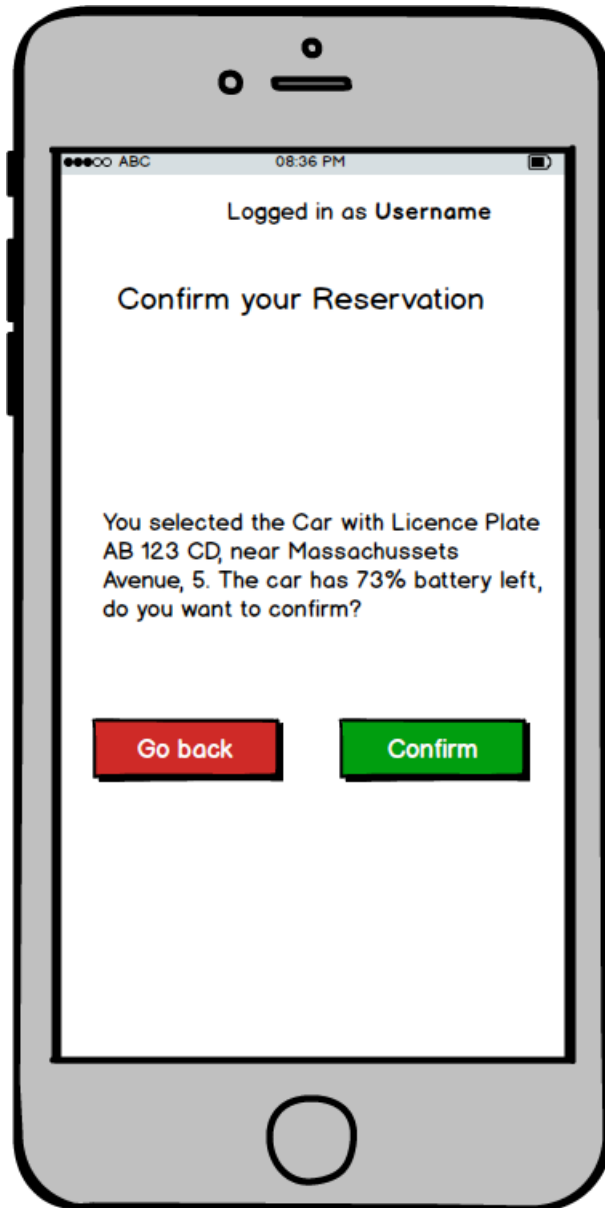 ABC 08:36 PM
Logged in as Username
Confirm your Reservation
You selected the Car with Licence Plate
AB 123 CD, near Massachussets
Avenue, 5. The car has 73% battery left,
do you want to confirm?
Go back Confirm